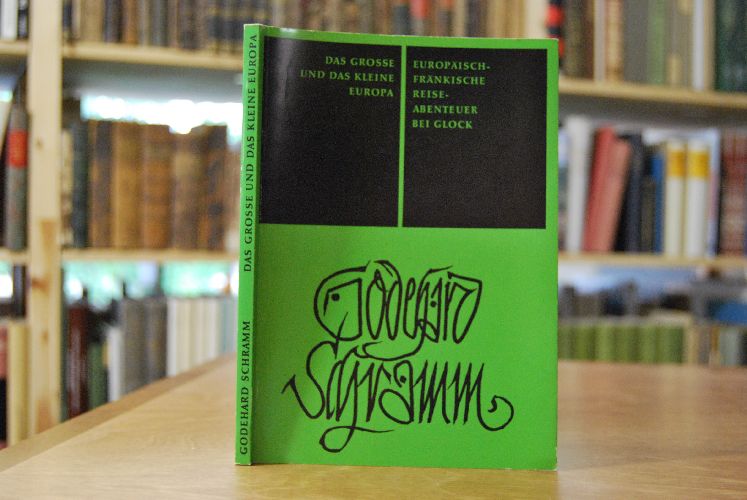 GODEHARD SCHRAMM DAS GROSSE UND DAS KLEINE EUROPA
DAS GROSSE
UND DAS KLEINE
EUROPA
EUROPÄISCH-
FRÄNKISCHE
REISE-
ABENTEUER
BEI GLOCK
Godehard
Schramm